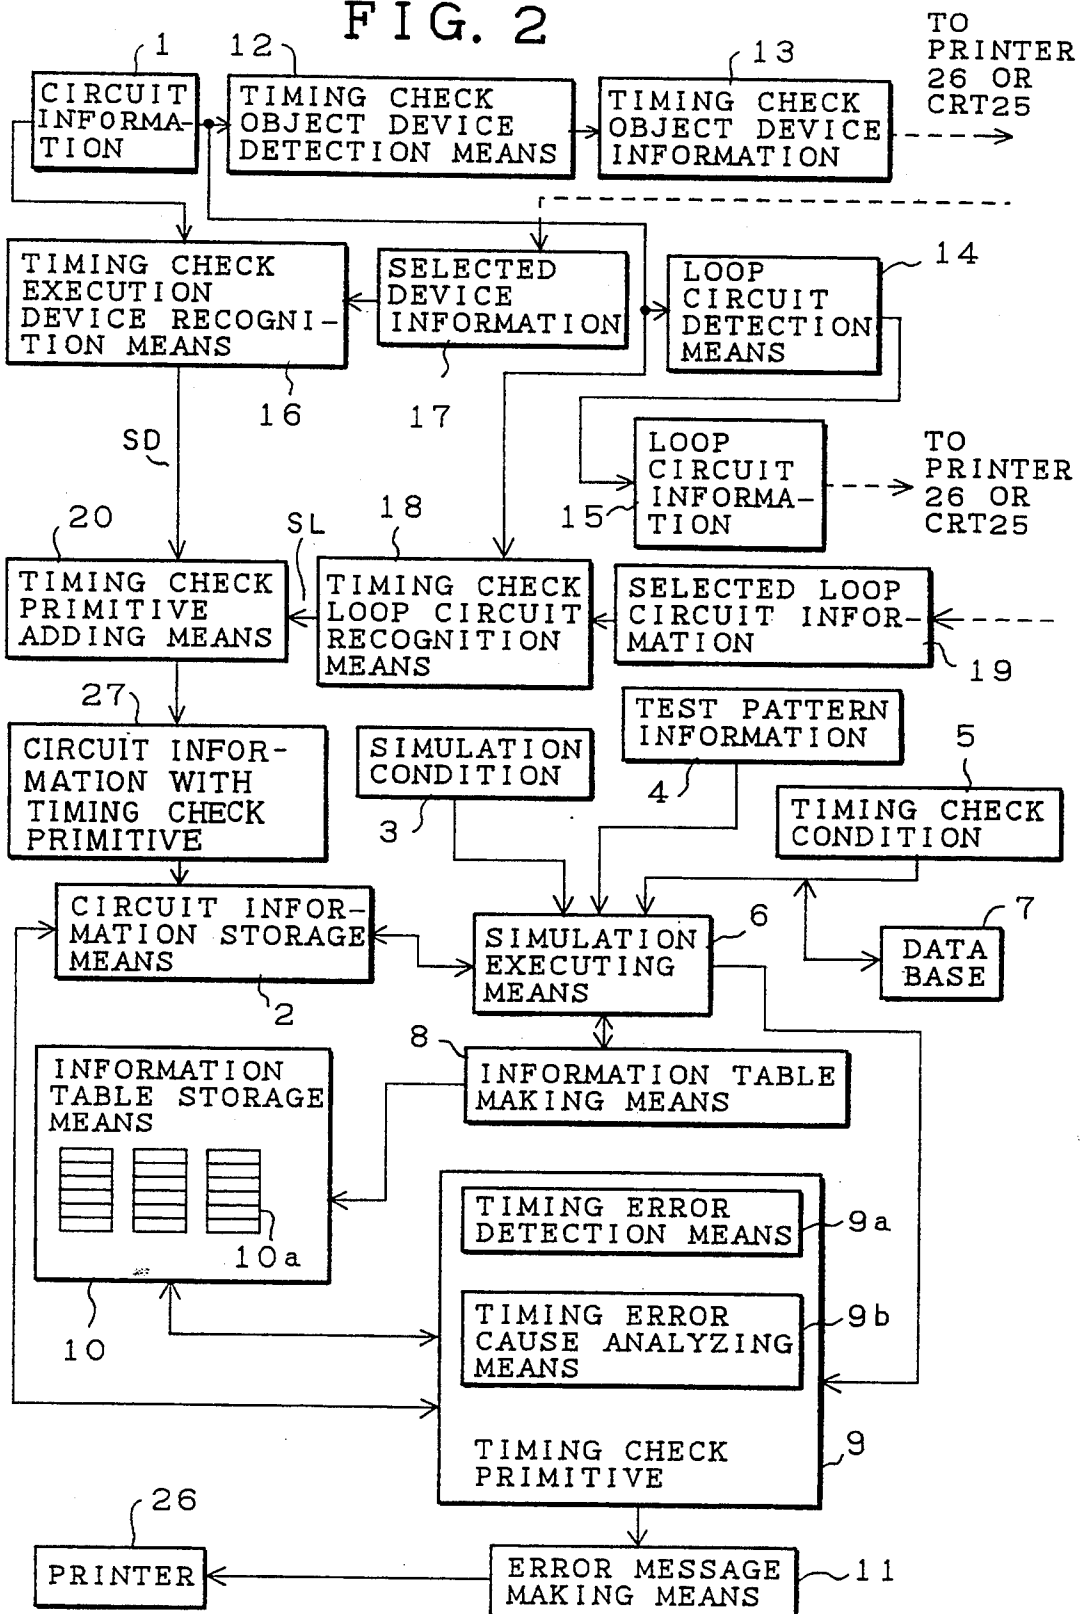 FIG. 2
1
CIRCUIT
INFORMA-
TION
12
TIMING CHECK
OBJECT DEVICE
DETECTION MEANS
13
TIMING CHECK
OBJECT DEVICE
INFORMATION
TO
PRINTER
26 OR
CRT25
TIMING CHECK
EXECUTION
DEVICE RECOGNI-
TION MEANS
16
SELECTED
DEVICE
INFORMATION
17
LOOP
CIRCUIT
DETECTION
MEANS
14
SD
LOOP
CIRCUIT
INFORMA-
TION
15
TO
PRINTER
26 OR
CRT25
20
TIMING CHECK
PRIMITIVE
ADDING MEANS
SL
18
TIMING CHECK
LOOP CIRCUIT
RECOGNITION
MEANS
SELECTED LOOP
CIRCUIT INFOR-
MATION
19
27
CIRCUIT INFOR-
MATION WITH
TIMING CHECK
PRIMITIVE
SIMULATION
CONDITION
3
TEST PATTERN
INFORMATION
4
5
TIMING CHECK
CONDITION
CIRCUIT INFOR-
MATION STORAGE
MEANS
2
SIMULATION
EXECUTING
MEANS
6
7
DATA
BASE
8
INFORMATION TABLE
MAKING MEANS
INFORMATION
TABLE STORAGE
MEANS
10a
10
TIMING ERROR
DETECTION MEANS
9a
TIMING ERROR
CAUSE ANALYZING
MEANS
9b
TIMING CHECK
PRIMITIVE
9
26
PRINTER
ERROR MESSAGE
MAKING MEANS
11